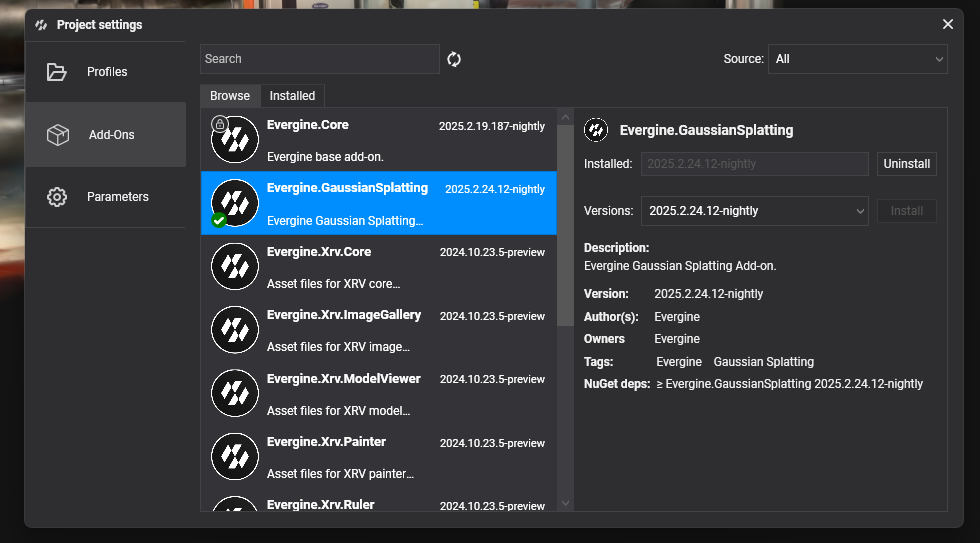 Project settings
Profiles
Add-Ons
Parameters
Search
Source: All
Browse Installed
Evergine.Core 2025.2.19.187-nightly
Evergine base add-on.
Evergine.GaussianSplatting 2025.2.24.12-nightly
Evergine Gaussian Splatting...
Evergine.Xrv.Core 2024.10.23.5-preview
Asset files for XRV core...
Evergine.Xrv.ImageGallery 2024.10.23.5-preview
Asset files for XRV image...
Evergine.Xrv.ModelViewer 2024.10.23.5-preview
Asset files for XRV model...
Evergine.Xrv.Painter 2024.10.23.5-preview
Asset files for XRV painter...
Evergine.Xrv.Ruler 2024.10.23.5-preview
Evergine.GaussianSplatting
Installed: 2025.2.24.12-nightly Uninstall
Versions: 2025.2.24.12-nightly Install
Description:
Evergine Gaussian Splatting Add-on.
Version: 2025.2.24.12-nightly
Author(s): Evergine
Owners Evergine
Tags: Evergine Gaussian Splatting
NuGet deps: ≥ Evergine.GaussianSplatting 2025.2.24.12-nightly